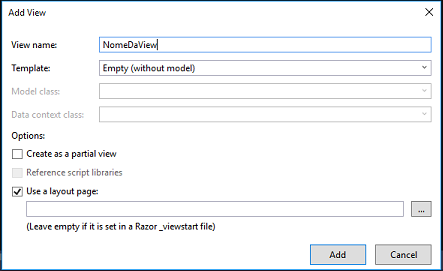 Add View
View name: NomeDaView
Template: Empty (without model)
Model class:
Data context class:
Options:
Create as a partial view
Reference script libraries
Use a layout page:
...
(Leave empty if it is set in a Razor _viewstart file)
Add Cancel